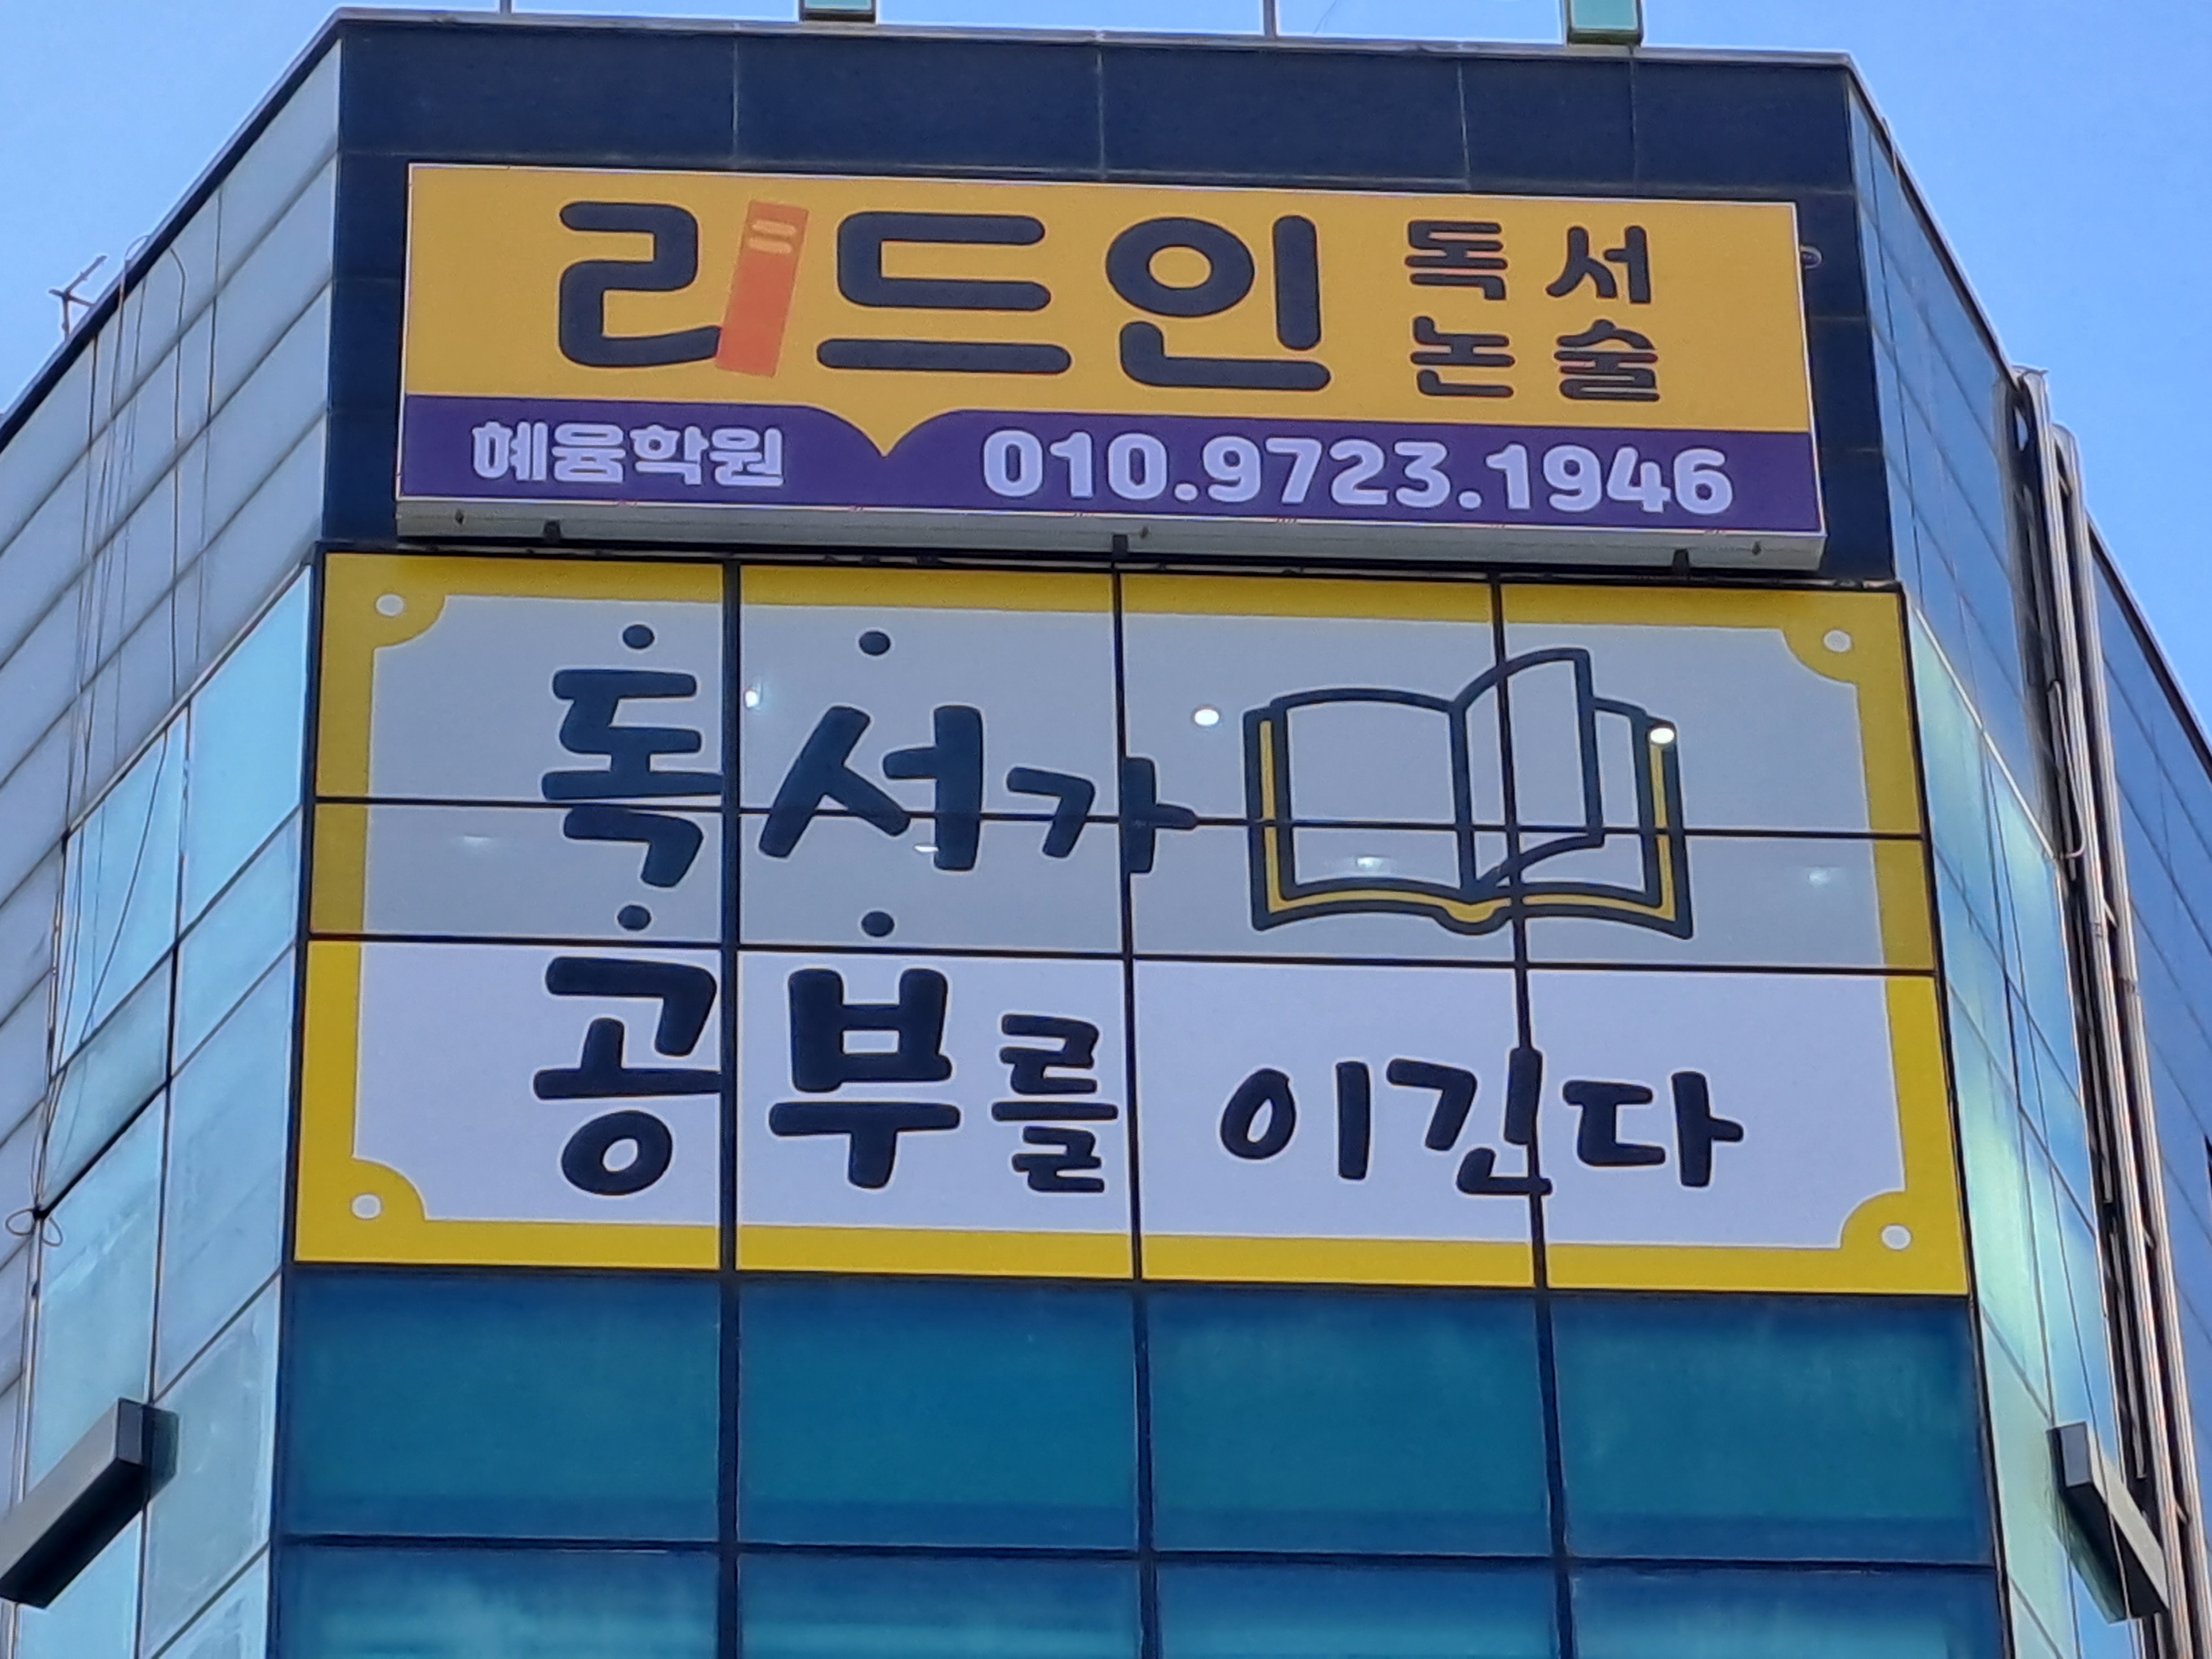 리드인 독서
논술
혜윰학원 010.9723.1946
독서가
공부를 이긴다